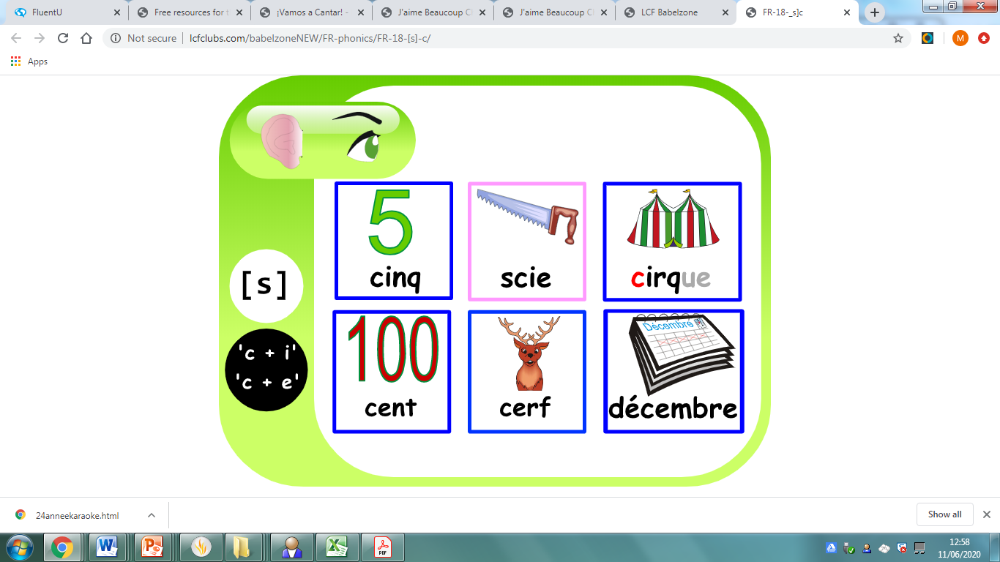 FluentU
Free resources for t
¡Vamos a Cantar! -
J'aime Beaucoup C
J'aime Beaucoup C
LCF Babelzone
FR-18-_s]c
Not secure
lcfclubs.com/babelzoneNEW/FR-phonics/FR-18-[s]-c/
M
Apps
5
cinq
scie
cirque
[s]
'c + i'
'c + e'
100
cent
cerf
Décembre
décembre
24anneekaraoke.html
Show all
PDF
12:58
11/06/2020